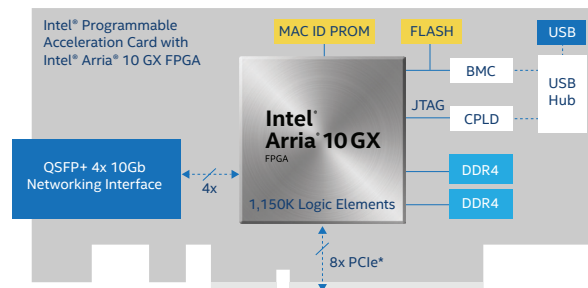 Intel® Programmable
Acceleration Card with
Intel® Arria® 10 GX FPGA
MAC ID PROM
FLASH
USB
BMC
USB
Hub
JTAG
CPLD
Intel®
Arria® 10 GX
FPGA
QSFP+ 4x 10Gb
Networking Interface
4x
DDR4
DDR4
1,150K Logic Elements
8x PCIe*